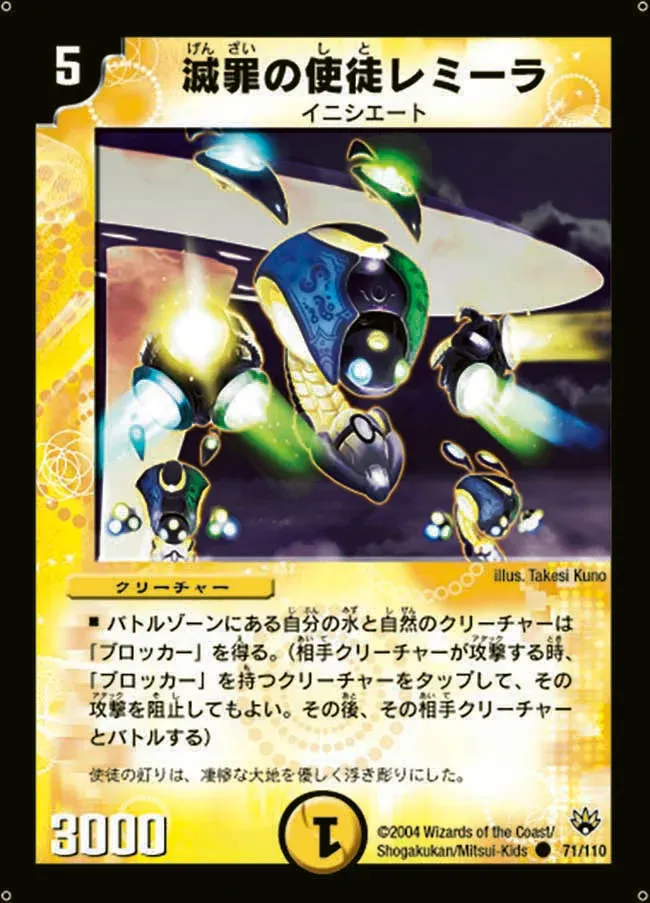 5
げんざい しと
滅罪の使徒レミーラ
イニシエート
illus. Takesi Kuno
クリーチャー
■ バトルゾーンにある自分の水と自然のクリーチャーは
「ブロッカー」を得る。(相手クリーチャーが攻撃する時、
「ブロッカー」を持つクリーチャーをタップして、その
攻撃を阻止してもよい。その後、その相手クリーチャー
とバトルする)
使徒の灯りは、凄惨な大地を優しく浮き彫りにした。
3000
1
©2004 Wizards of the Coast/
Shogakukan/Mitsui-Kids ● 71/110